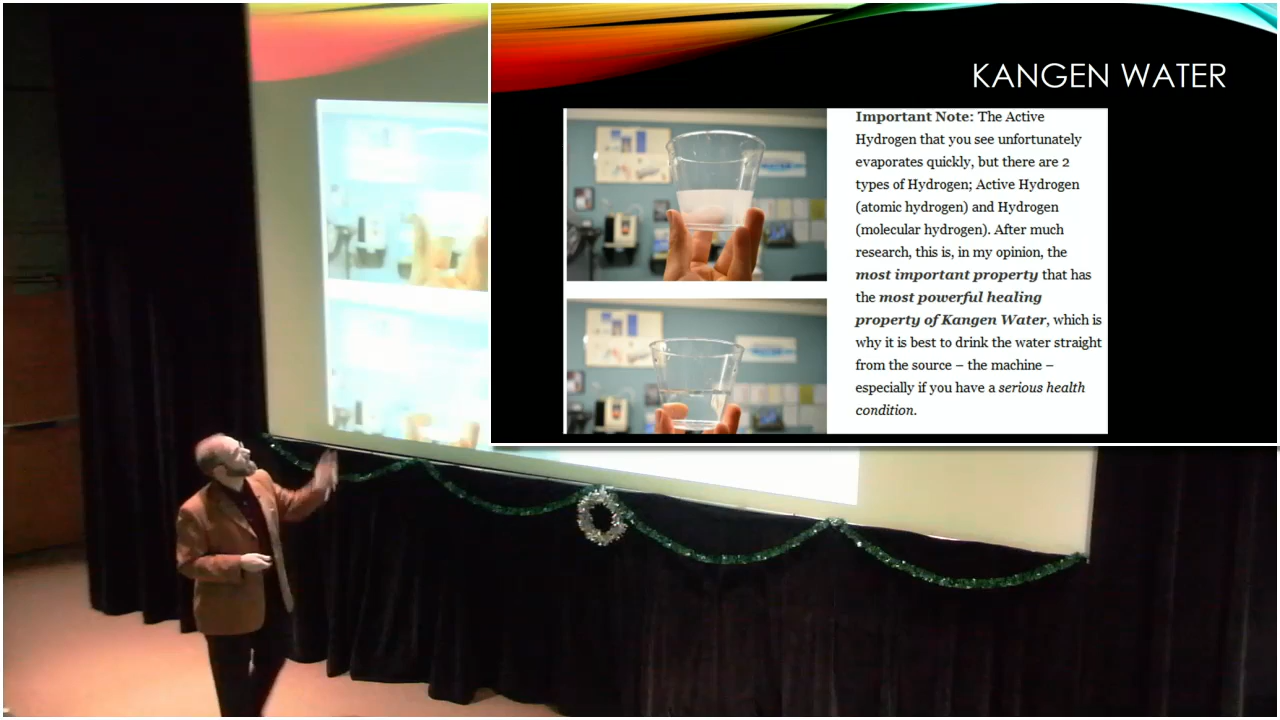 KANGEN WATER
Important Note: The Active
Hydrogen that you see unfortunately
evaporates quickly, but there are 2
types of Hydrogen; Active Hydrogen
(atomic hydrogen) and Hydrogen
(molecular hydrogen). After much
research, this is, in my opinion, the
most important property that has
the most powerful healing
property of Kangen Water, which is
why it is best to drink the water straight
from the source – the machine –
especially if you have a serious health
condition.